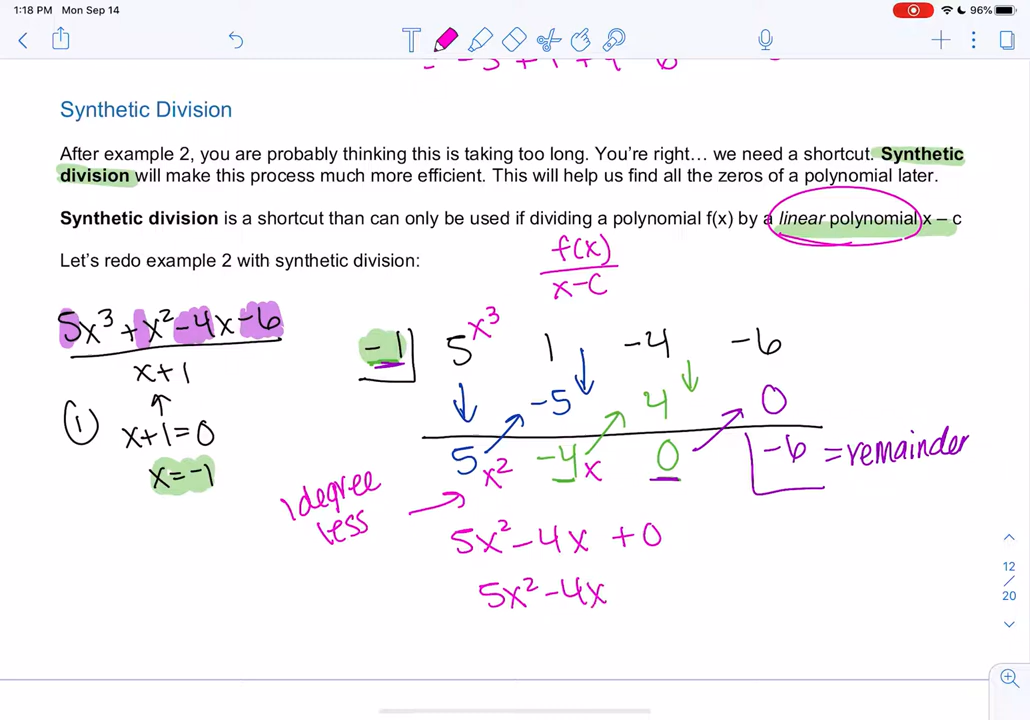 1:18 PM Mon Sep 14
96%
T
Synthetic Division
After example 2, you are probably thinking this is taking too long. You're right… we need a shortcut. Synthetic
division will make this process much more efficient. This will help us find all the zeros of a polynomial later.
Synthetic division is a shortcut than can only be used if dividing a polynomial f(x) by a linear polynomial x – c
f(x)
x-c
Let's redo example 2 with synthetic division:
5x³ + x² - 4x - 6
x+1
① x+1=0
x=-1
-1 5 x³ 1 -4 -6
-5 4 0
5 x² -4 x 0 -6 = remainder
1 degree
less
5x² - 4x + 0
5x² - 4x
12
20